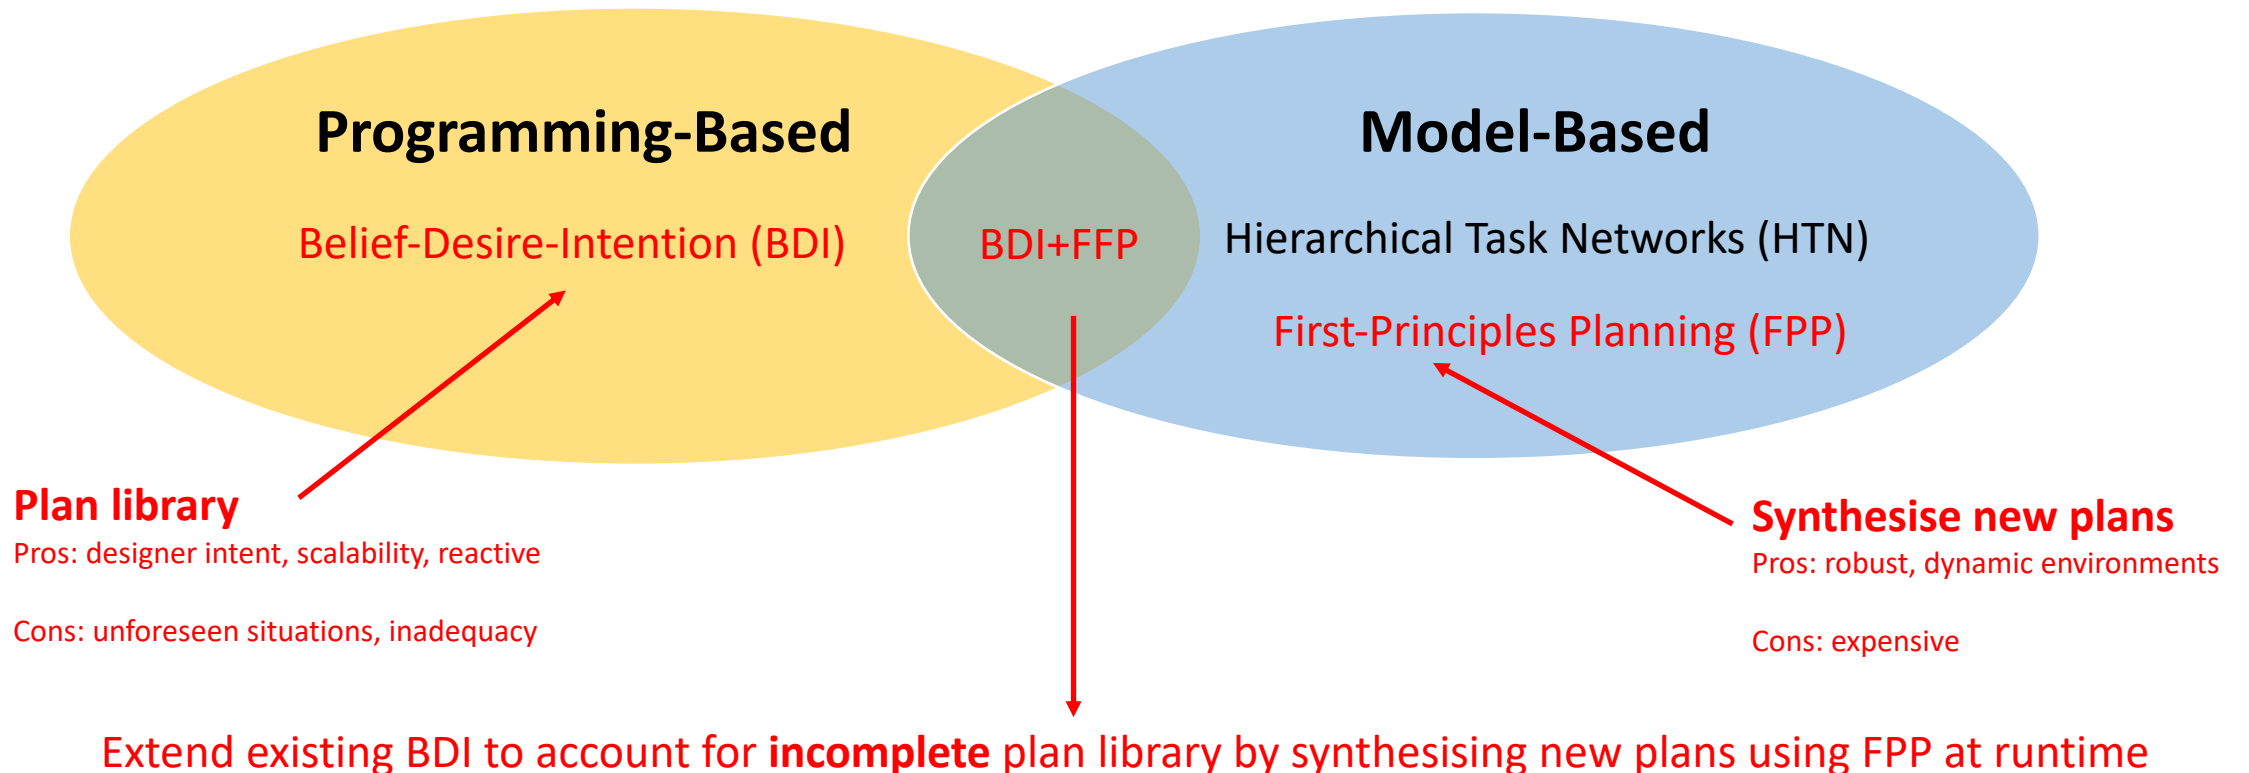 Programming-Based
Model-Based
Belief-Desire-Intention (BDI)
BDI+FFP
Hierarchical Task Networks (HTN)
First-Principles Planning (FPP)
Plan library
Pros: designer intent, scalability, reactive
Cons: unforeseen situations, inadequacy
Synthesise new plans
Pros: robust, dynamic environments
Cons: expensive
Extend existing BDI to account for incomplete plan library by synthesising new plans using FPP at runtime